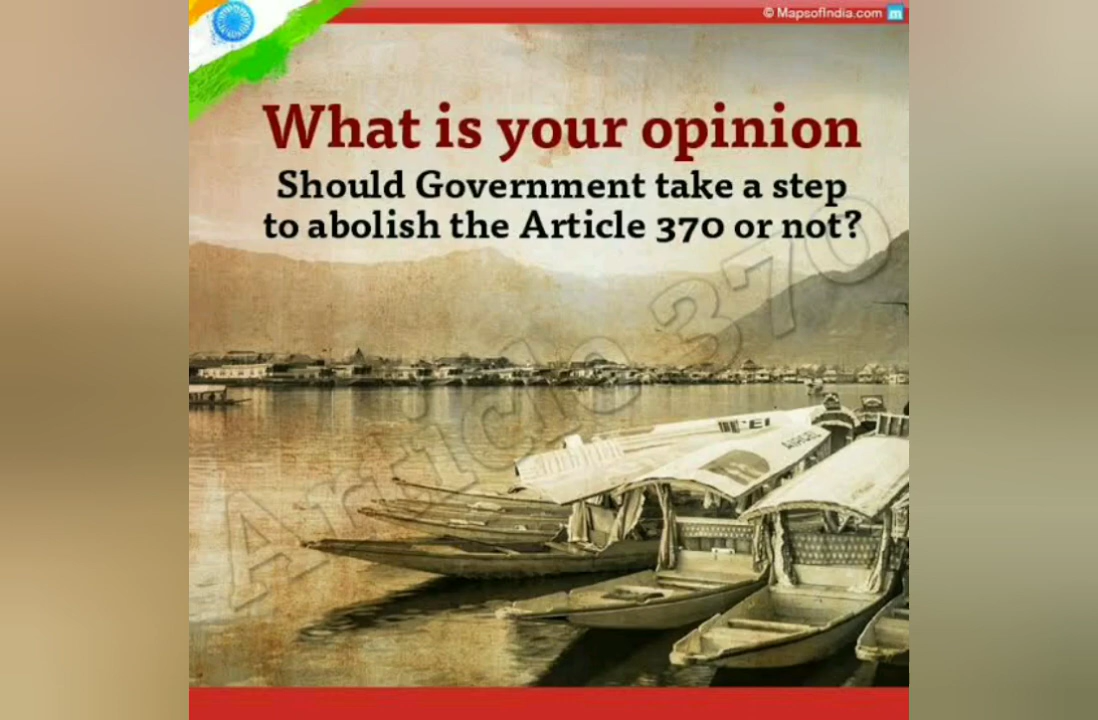 © MapsofIndia.com m
What is your opinion
Should Government take a step
to abolish the Article 370 or not?
Article 370